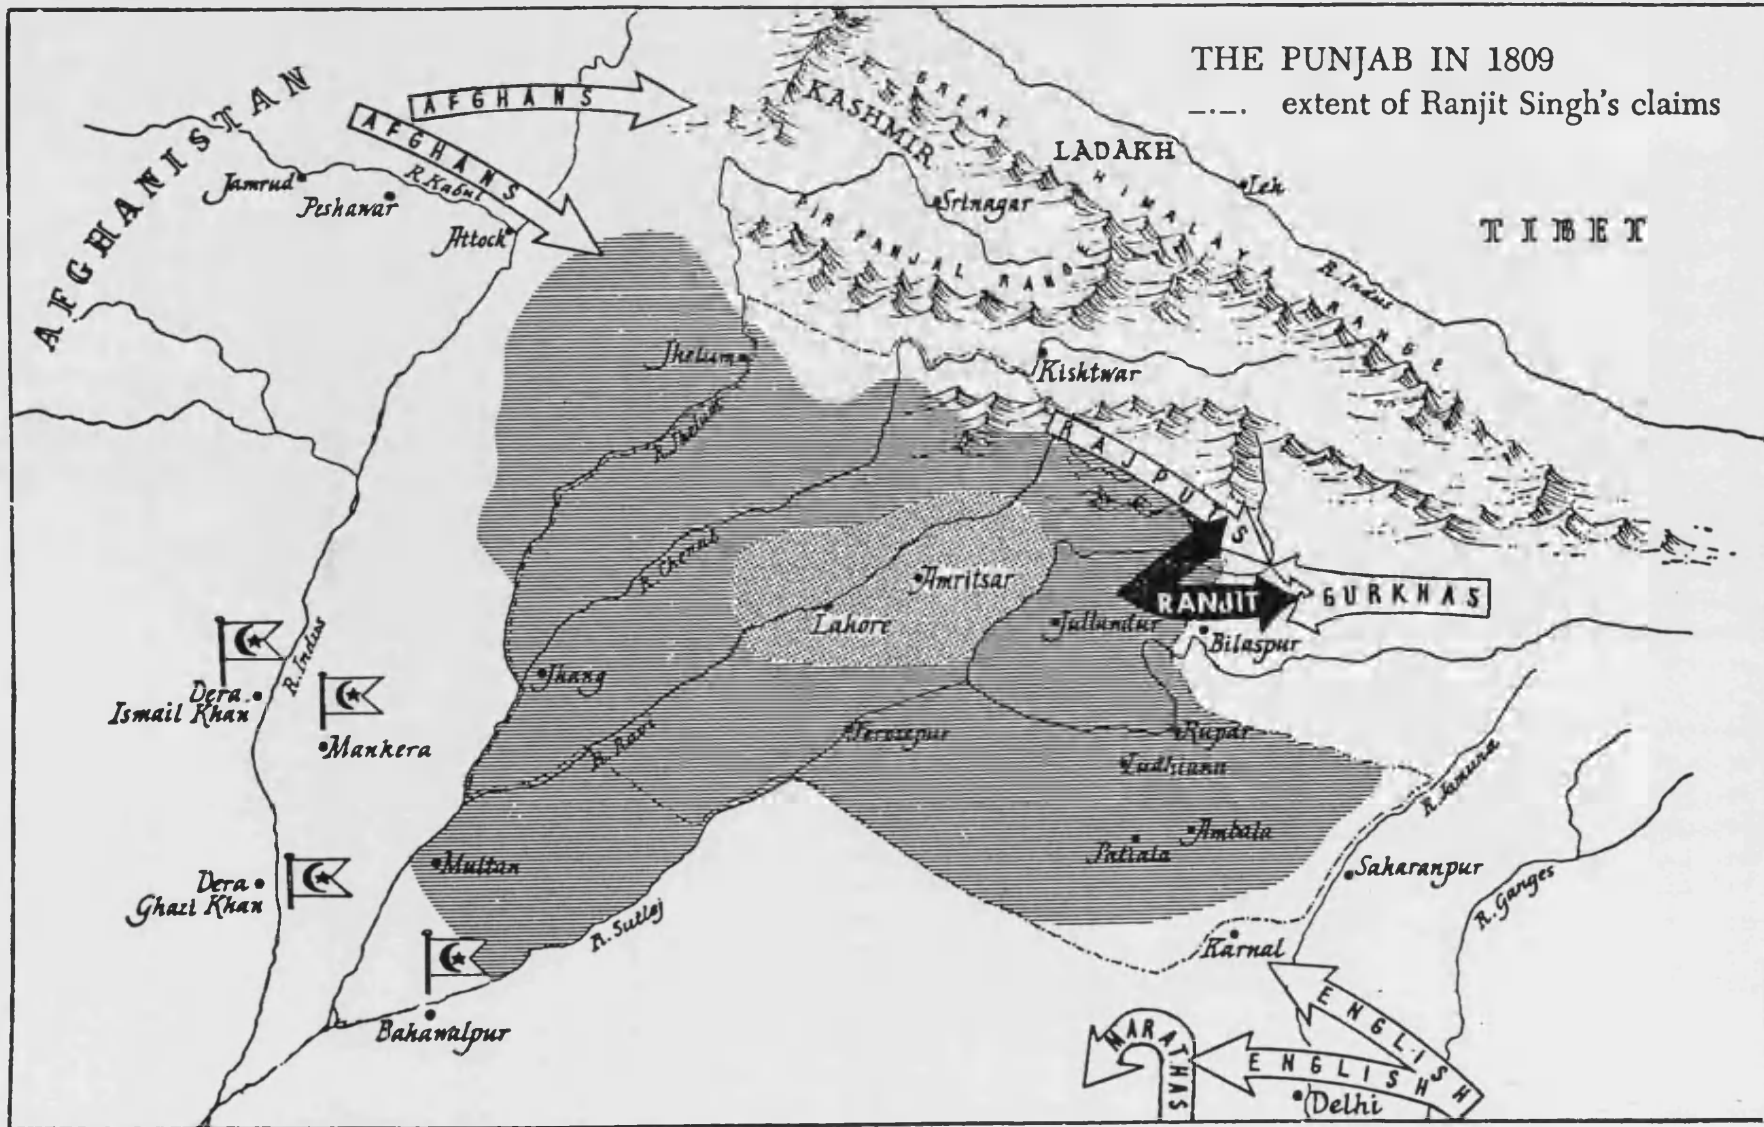 THE PUNJAB IN 1809
_._. extent of Ranjit Singh's claims
AFGHANISTAN
AFGHANS
AFGHANS
KASHMIR
GREAT HIMALAYA RANGE
LADAKH
Leh
TIBET
Jamrud
R.Kabul
Peshawar
Attock
Srinagar
PIR PANJAL RANG
R.Indus
Jhelum
Kishtwar
R.Jhelum
RAJPUTS
R.Chenab
Amritsar
Lahore
RANJIT
GURKHAS
Jullundur
Bilaspur
R.Indus
Dera
Ismail Khan
Jhang
Mankera
R.Ravi
Ferozepur
Rupar
Ludhiana
R.Jamuna
Multan
Patiala
Ambala
Saharanpur
Dera
Ghazi Khan
R.Sutlej
R.Ganges
Karnal
Bahawalpur
MARATHAS
ENGLISH
ENGLISH
Delhi